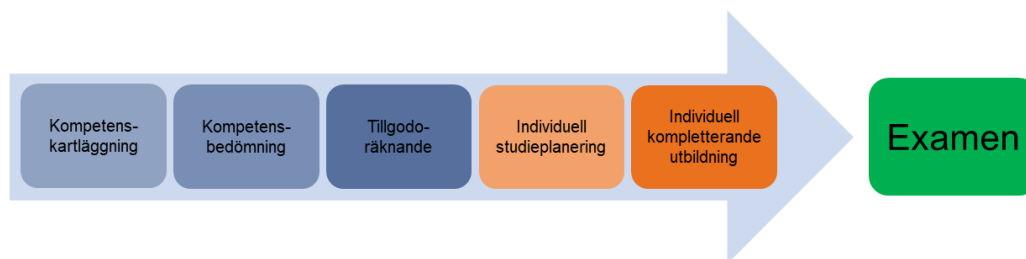 Kompetens-
kartläggning
Kompetens-
bedömning
Tillgodo-
räknande
Individuell
studieplanering
Individuell
kompletterande
utbildning
Examen